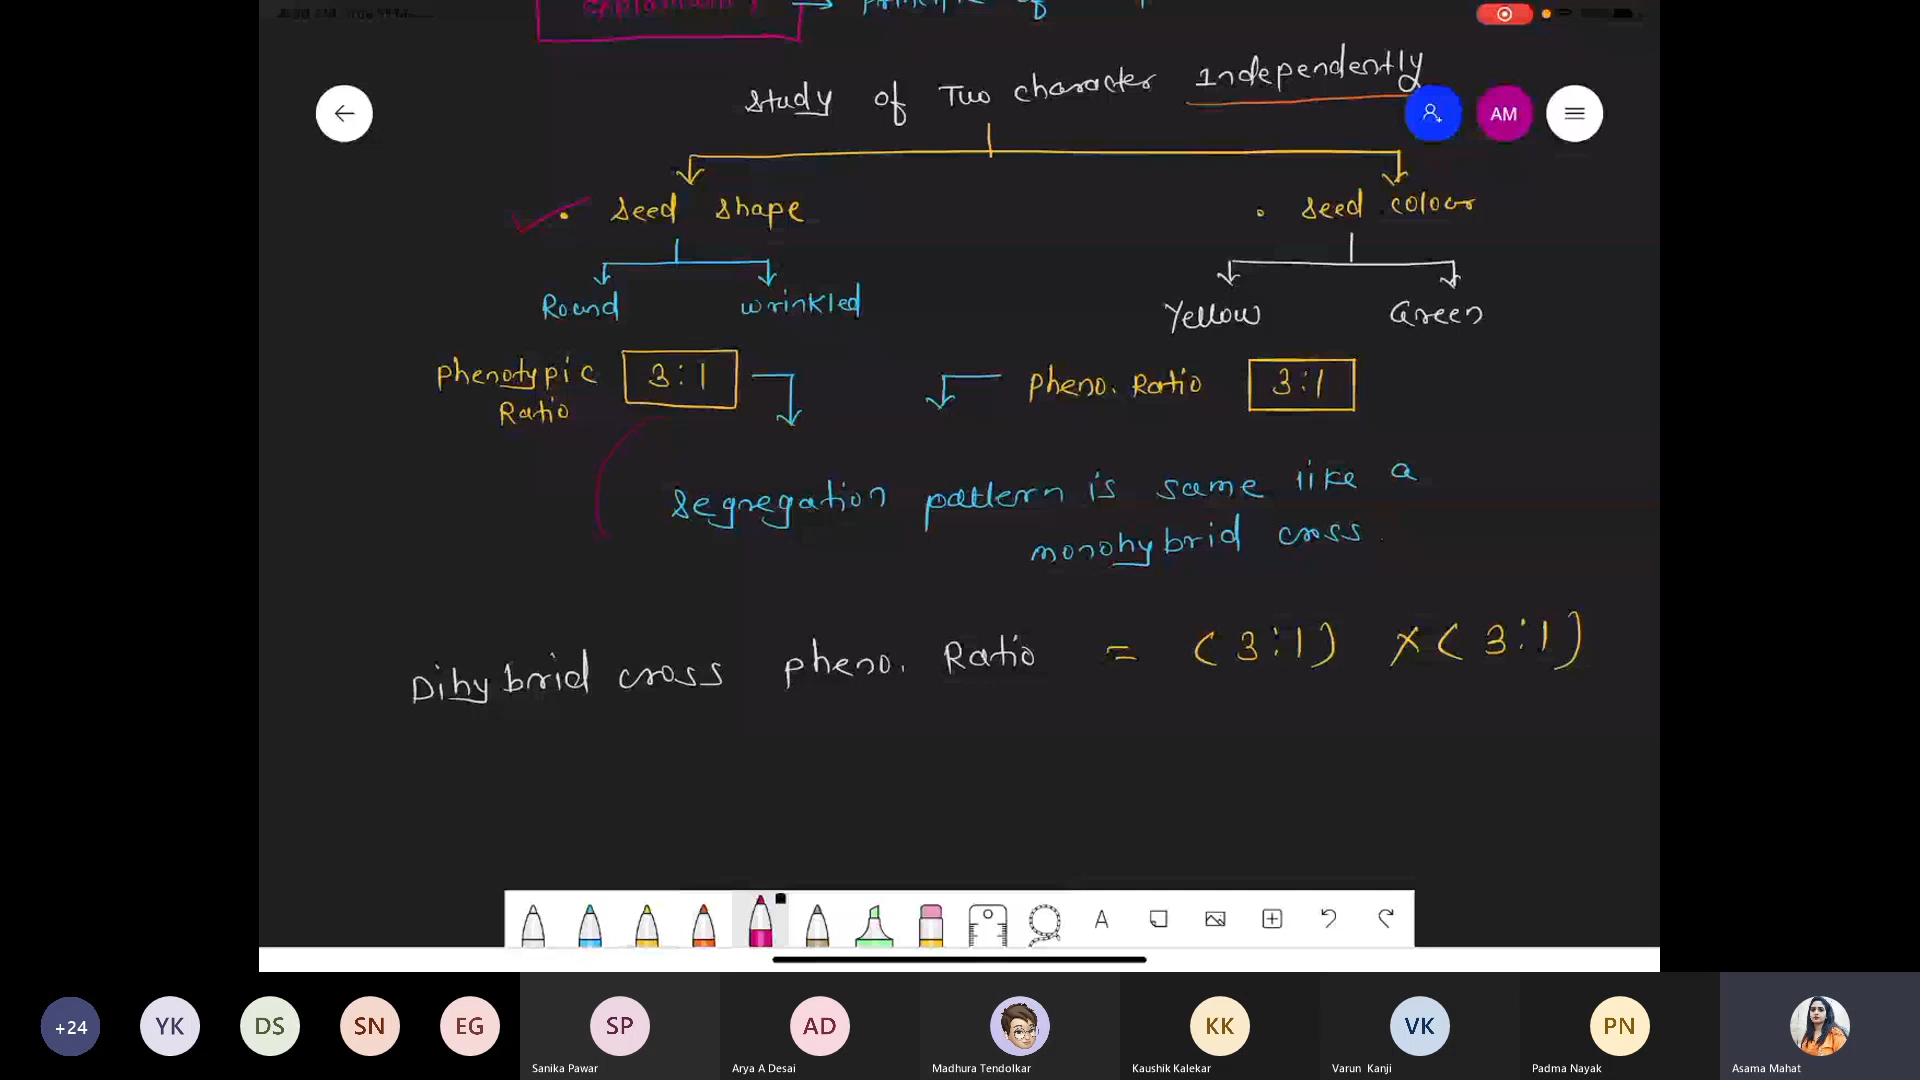 Principle of
Study of Two character Independently
AM
Seed Shape
Seed colour
Round
wrinkled
Yellow
Green
Phenotypic 3:1
Ratio
Pheno. Ratio 3:1
Segregation pattern is same like a
monohybrid cross.
Dihybrid cross pheno. Ratio = (3:1) X (3:1)
A
+24
YK
DS
SN
EG
SP
AD
KK
VK
PN
Sanika Pawar
Arya A Desai
Madhura Tendolkar
Kaushik Kalekar
Varun Kanji
Padma Nayak
Asama Mahat